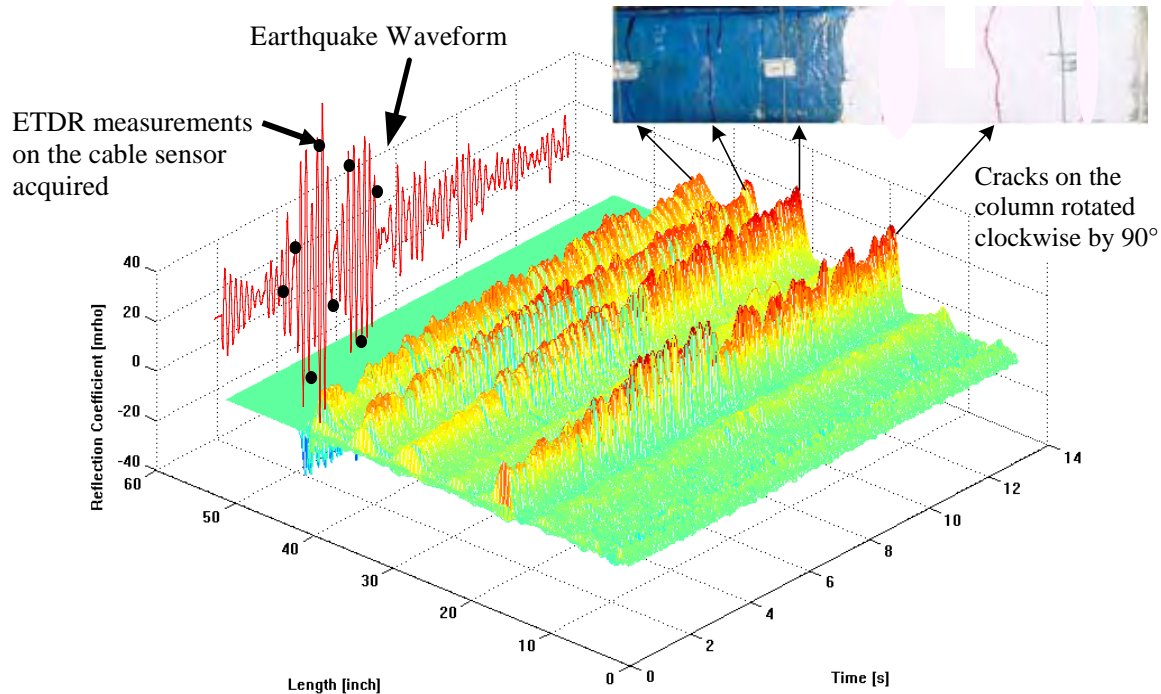 Earthquake Waveform
ETDR measurements
on the cable sensor
acquired
Cracks on the
column rotated
clockwise by 90°
Reflection Coefficient [mrho]
40
20
0
-20
-40
60
50
40
30
20
10
0
Length [inch]
0
2
4
6
8
10
12
14
Time [s]